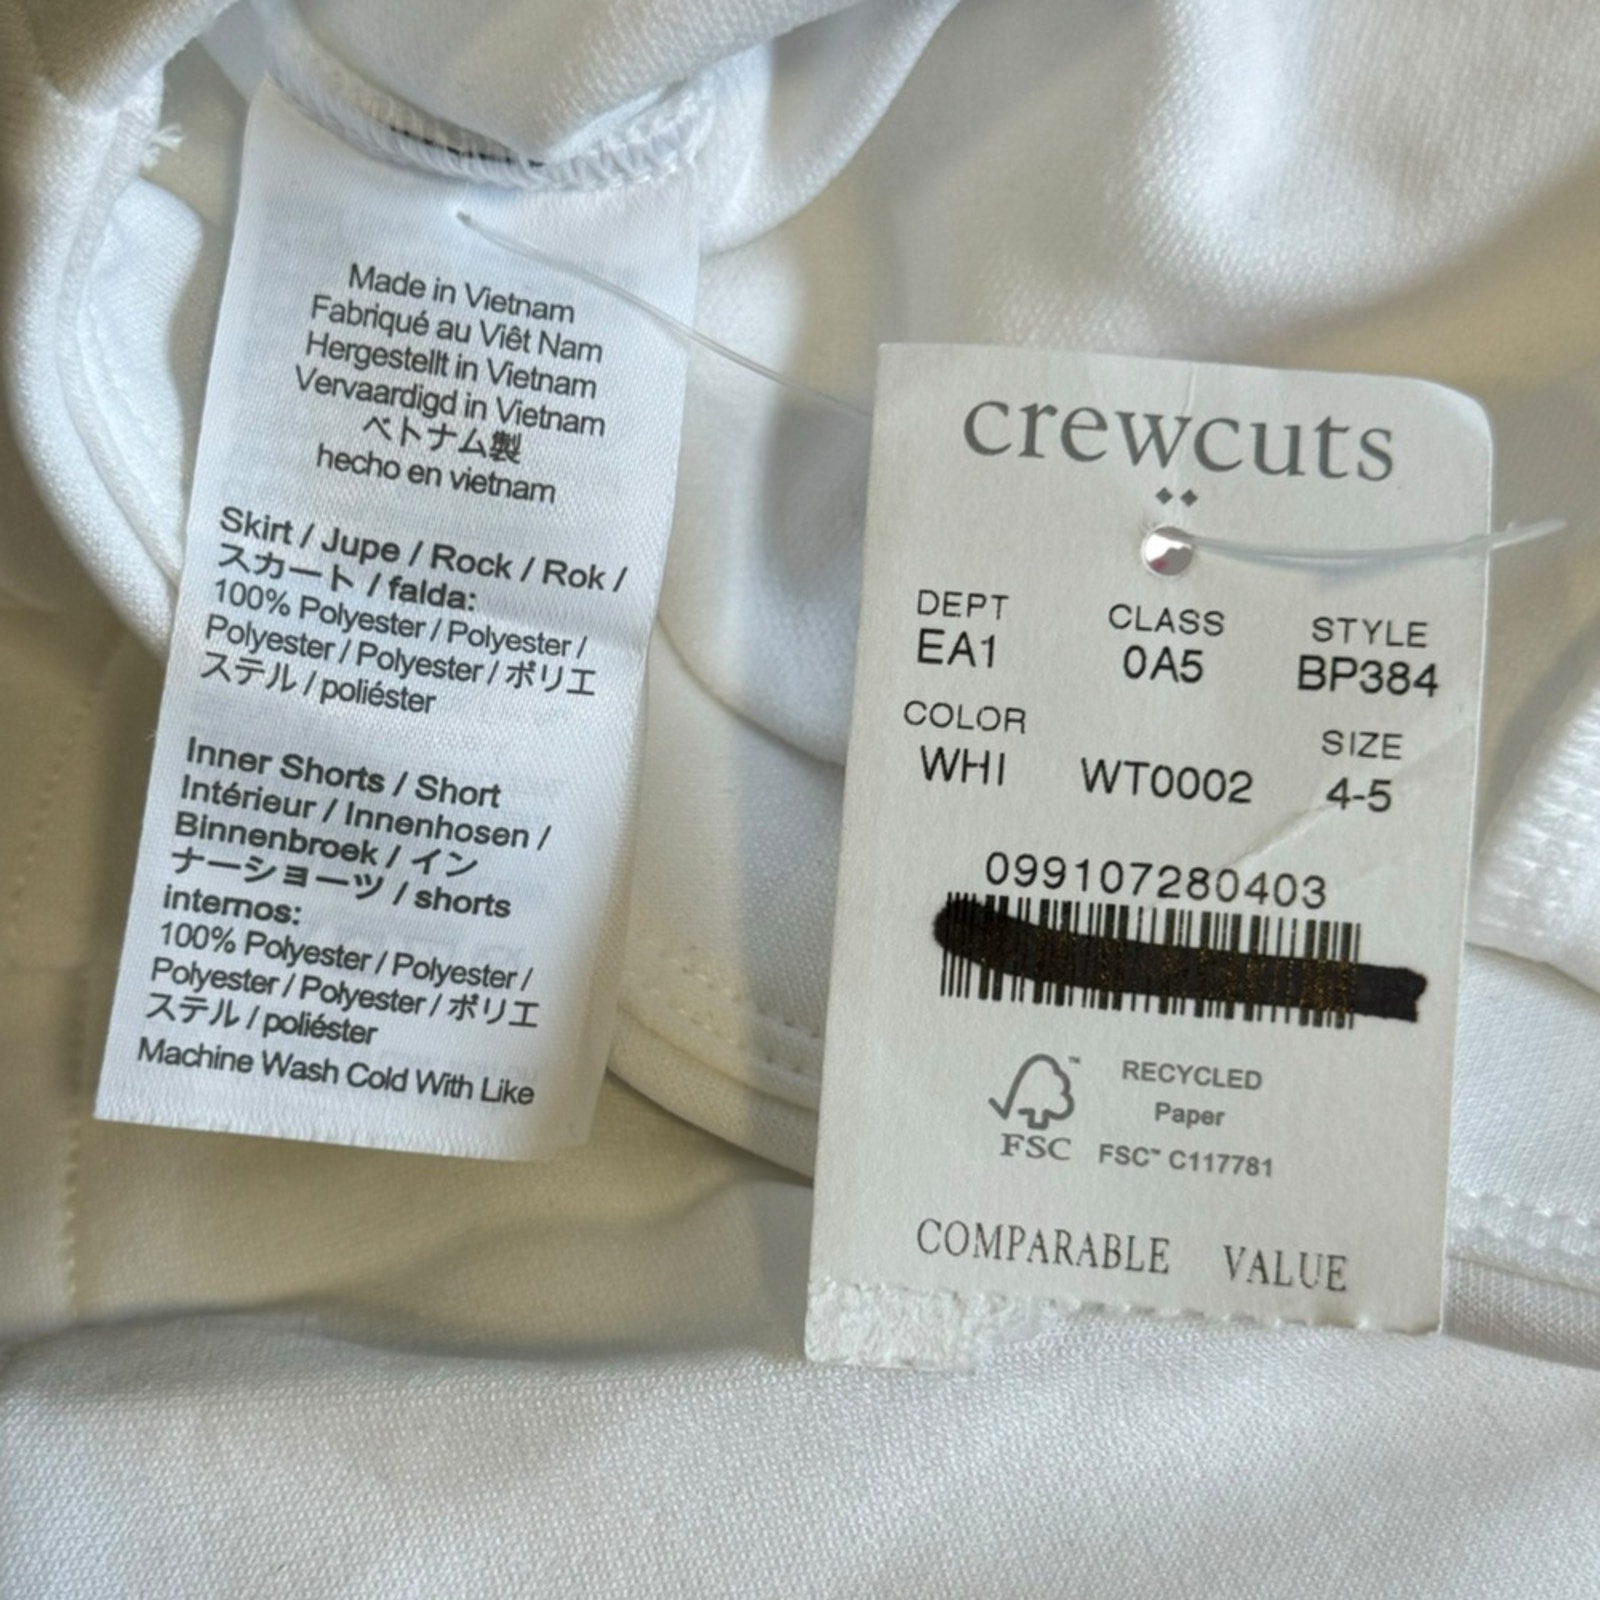 Made in Vietnam
Fabriqué au Viêt Nam
Hergestellt in Vietnam
Vervaardigd in Vietnam
ベトナム製
hecho en vietnam
Skirt / Jupe / Rock / Rok /
スカート / falda:
100% Polyester / Polyester /
Polyester / Polyester / ポリエ
ステル / poliéster
Inner Shorts / Short
Intérieur / Innenhosen /
Binnenbroek / イン
ナーショーツ / shorts
internos:
100% Polyester / Polyester /
Polyester / Polyester / ポリエ
ステル / poliéster
Machine Wash Cold With Like
crewcuts
DEPT CLASS STYLE
EA1 0A5 BP384
COLOR SIZE
WHI WT0002 4-5
099107280403
FSC™
RECYCLED
Paper
FSC™ C117781
COMPARABLE VALUE